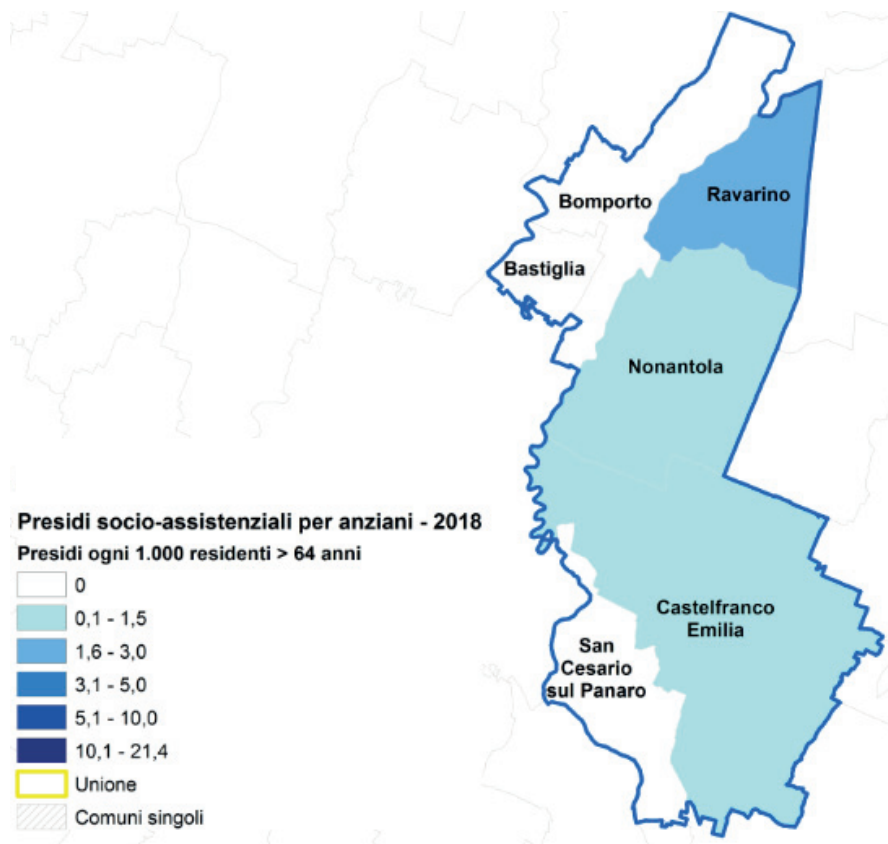 Bomporto
Ravarino
Bastiglia
Nonantola
Castelfranco
Emilia
San
Cesario
sul Panaro
Presidi socio-assistenziali per anziani - 2018
Presidi ogni 1.000 residenti > 64 anni
0
0,1 - 1,5
1,6 - 3,0
3,1 - 5,0
5,1 - 10,0
10,1 - 21,4
Unione
Comuni singoli